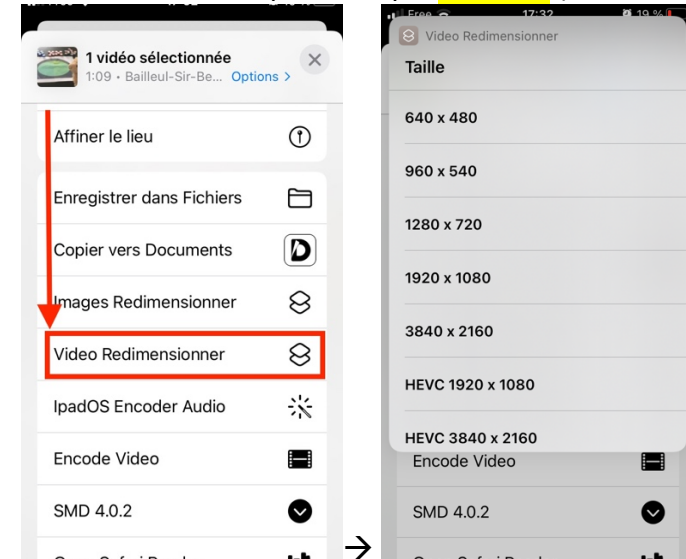 1 vidéo sélectionnée
1:09 • Bailleul-Sir-Be... Options >
Affiner le lieu
Enregistrer dans Fichiers
Copier vers Documents
Images Redimensionner
Video Redimensionner
IpadOS Encoder Audio
Encode Video
SMD 4.0.2
Free 17:32 19 %
Video Redimensionner
Taille
640 x 480
960 x 540
1280 x 720
1920 x 1080
3840 x 2160
HEVC 1920 x 1080
HEVC 3840 x 2160
Encode Video
SMD 4.0.2